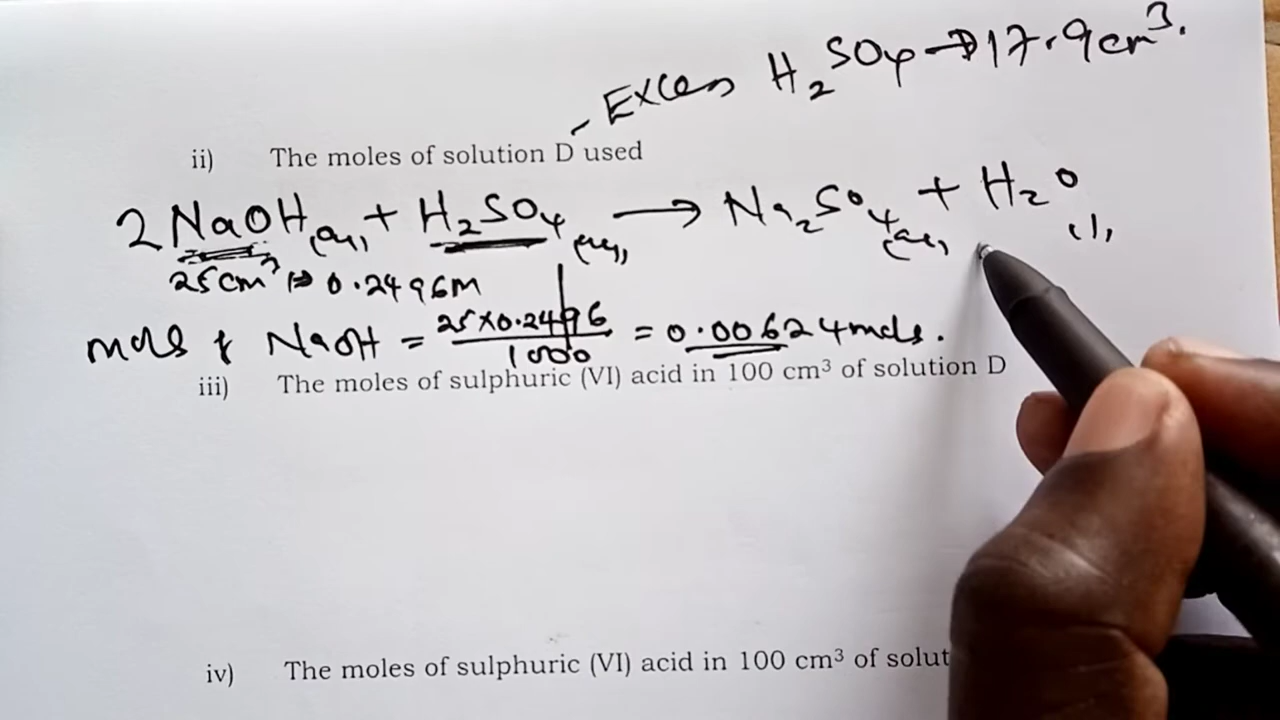 - Excess H₂SO₄ → 17.9cm³.
ii) The moles of solution D used
2NaOH(aq) + H₂SO₄(aq) → Na₂SO₄(aq) + H₂O(l)
25cm³ → 0.2496M
mols of NaOH = 25×0.2496/1000 = 0.00624mols.
iii) The moles of sulphuric (VI) acid in 100 cm³ of solution D
iv) The moles of sulphuric (VI) acid in 100 cm³ of solut